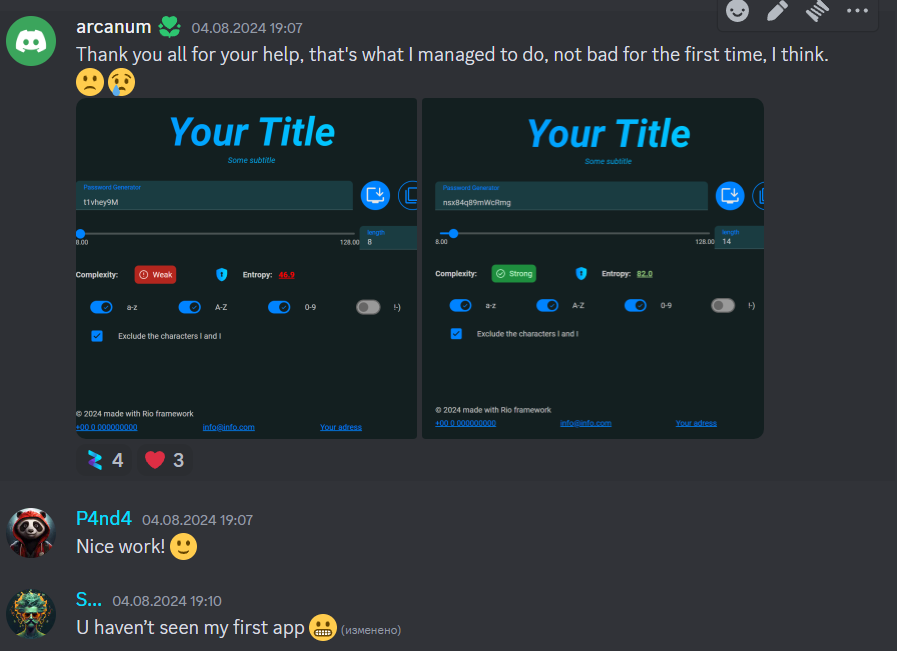 arcanum 04.08.2024 19:07
Thank you all for your help, that's what I managed to do, not bad for the first time, I think.
Your Title
Some subtitle
Password Generator
t1vhey9M
8.00
128.00
length
8
Complexity:
Weak
Entropy: 46.9
a-z
A-Z
0-9
!-)
Exclude the characters l and I
© 2024 made with Rio framework
+00 0 000000000
info@info.com
Your adress
Your Title
Some subtitle
Password Generator
nsx84q89mWcRmg
8.00
128.00
length
14
Complexity:
Strong
Entropy: 82.0
a-z
A-Z
0-9
!-)
Exclude the characters l and I
© 2024 made with Rio framework
+00 0 000000000
info@info.com
Your adress
4
3
P4nd4 04.08.2024 19:07
Nice work!
S... 04.08.2024 19:10
U haven’t seen my first app (изменено)